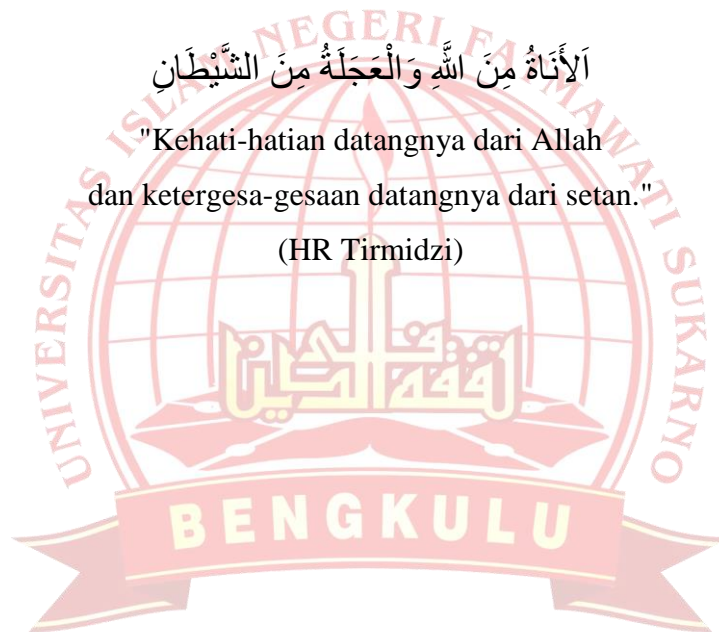 اَلأَنَاةُ مِنَ اللَّهِ وَالْعَجَلَةُ مِنَ الشَّيْطَانِ
"Kehati-hatian datangnya dari Allah
dan ketergesa-gesaan datangnya dari setan."
(HR Tirmidzi)
UNIVERSITAS ISLAM NEGERI FATMAWATI SUKARNO
BENGKULU